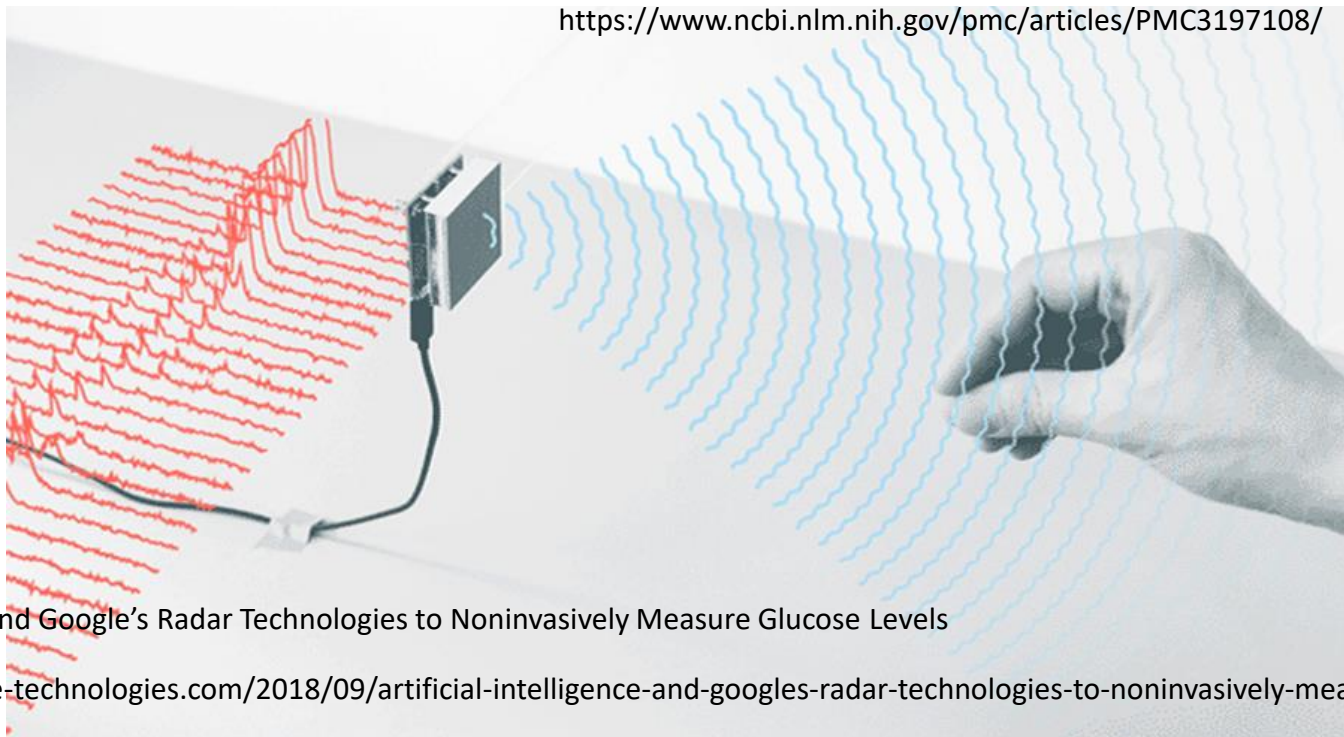 https://www.ncbi.nlm.nih.gov/pmc/articles/PMC3197108/
nd Google’s Radar Technologies to Noninvasively Measure Glucose Levels
-technologies.com/2018/09/artificial-intelligence-and-googles-radar-technologies-to-noninvasively-mea